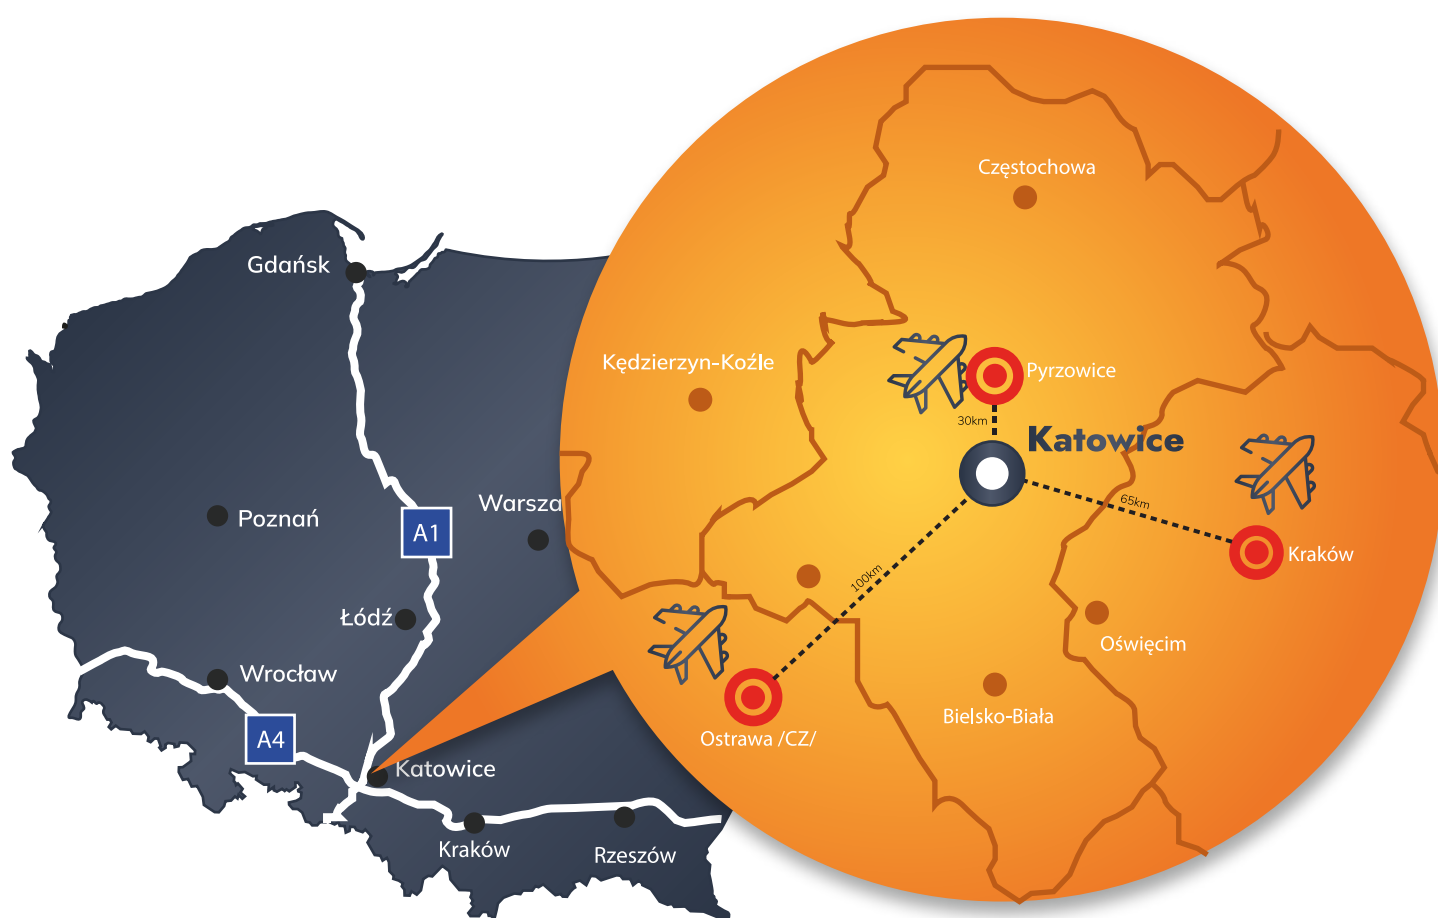 Gdańsk
Poznań
A1
Warsza
Łódź
Wrocław
A4
Katowice
Kraków
Rzeszów
Częstochowa
Kędzierzyn-Koźle
Pyrzowice
30km
Katowice
65km
Kraków
100km
Oświęcim
Bielsko-Biała
Ostrawa /CZ/